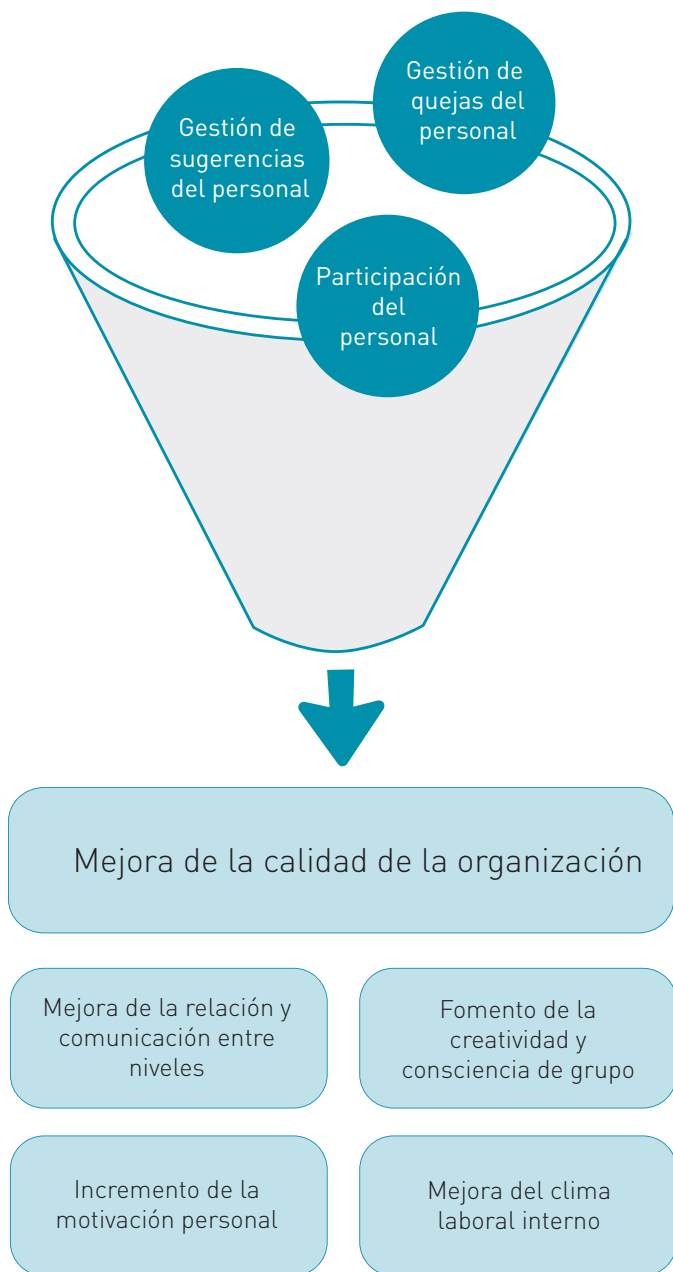 Gestión de
quejas del
personal
Gestión de
sugerencias
del personal
Participación
del
personal
Mejora de la calidad de la organización
Mejora de la relación y
comunicación entre
niveles
Fomento de la
creatividad y
consciencia de grupo
Incremento de la
motivación personal
Mejora del clima
laboral interno